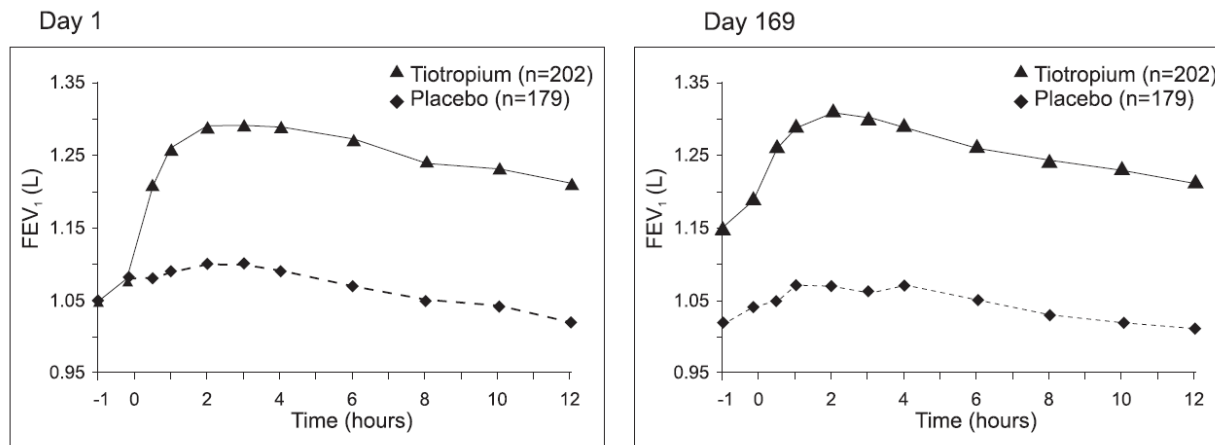 Day 1
1.35
1.25
1.15
1.05
0.95
FEV₁ (L)
▲ Tiotropium (n=202)
◆ Placebo (n=179)
-1 0 2 4 6 8 10 12
Time (hours)
Day 169
1.35
1.25
1.15
1.05
0.95
FEV₁ (L)
▲ Tiotropium (n=202)
◆ Placebo (n=179)
-1 0 2 4 6 8 10 12
Time (hours)